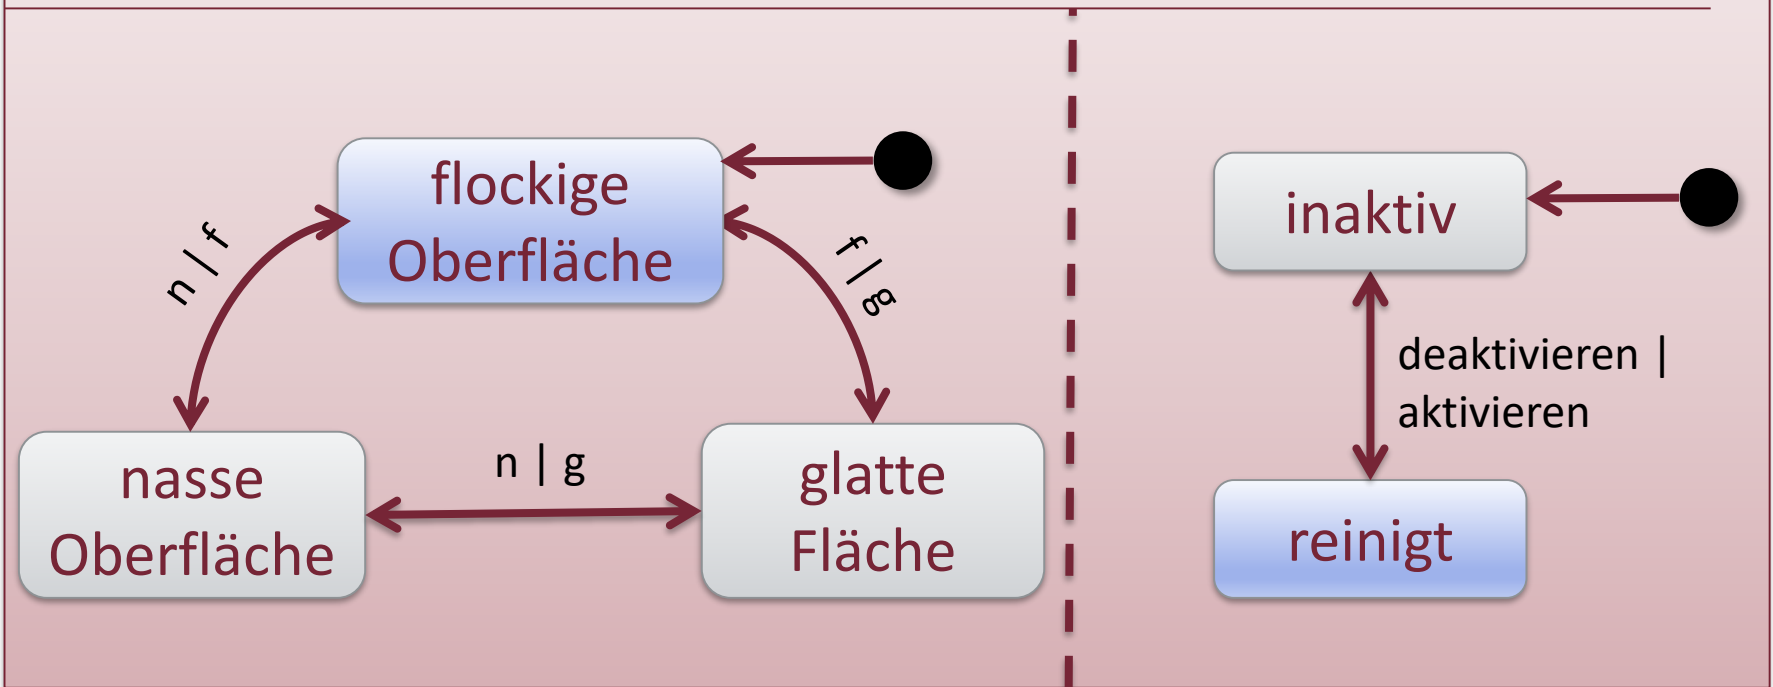 flockige
Oberfläche
n | f
f | g
nasse
Oberfläche
n | g
glatte
Fläche
inaktiv
deaktivieren |
aktivieren
reinigt